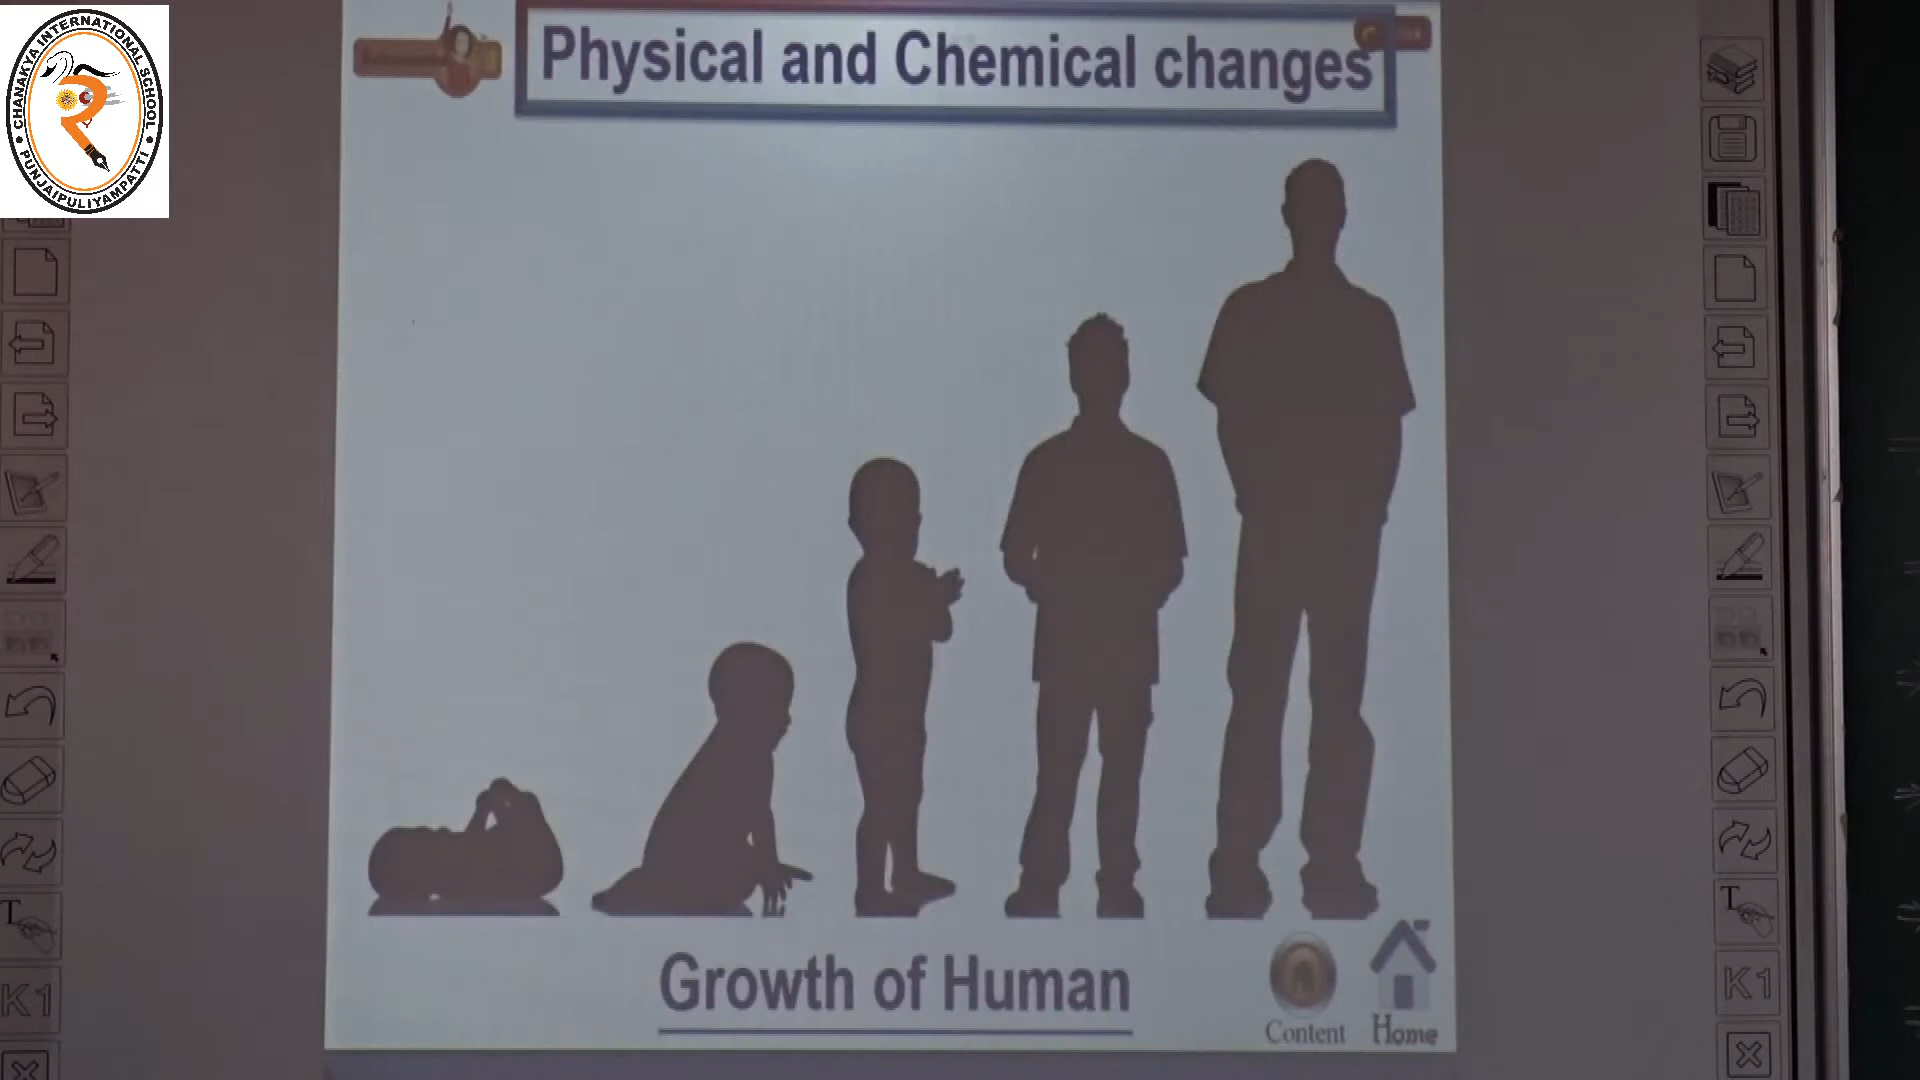 CHANAKYA INTERNATIONAL SCHOOL
PUNJAIPULIYAMPATTI
Physical and Chemical changes
T
T
K1
K1
Growth of Human
Content
Home